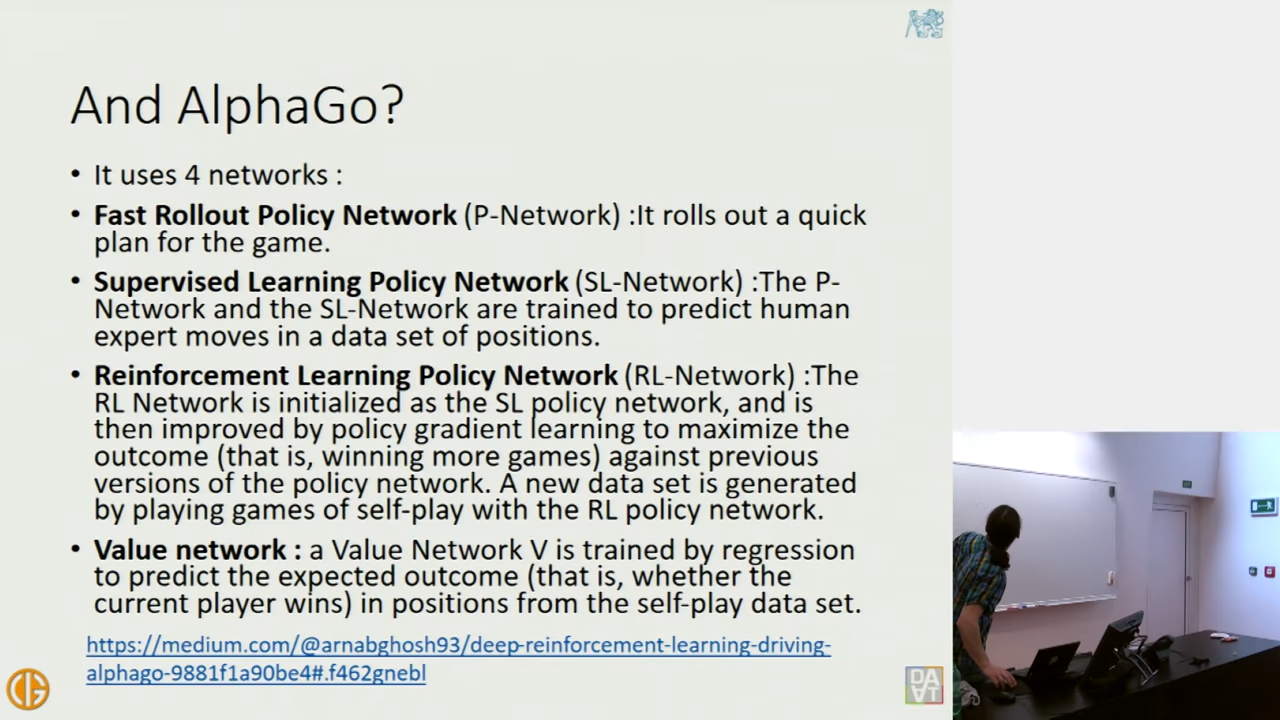 And AlphaGo?
• It uses 4 networks :
• Fast Rollout Policy Network (P-Network) :It rolls out a quick
plan for the game.
• Supervised Learning Policy Network (SL-Network) :The P-
Network and the SL-Network are trained to predict human
expert moves in a data set of positions.
• Reinforcement Learning Policy Network (RL-Network) :The
RL Network is initialized as the SL policy network, and is
then improved by policy gradient learning to maximize the
outcome (that is, winning more games) against previous
versions of the policy network. A new data set is generated
by playing games of self-play with the RL policy network.
• Value network : a Value Network V is trained by regression
to predict the expected outcome (that is, whether the
current player wins) in positions from the self-play data set.
https://medium.com/@arnabghosh93/deep-reinforcement-learning-driving-
alphago-9881f1a90be4#.f462gnebl